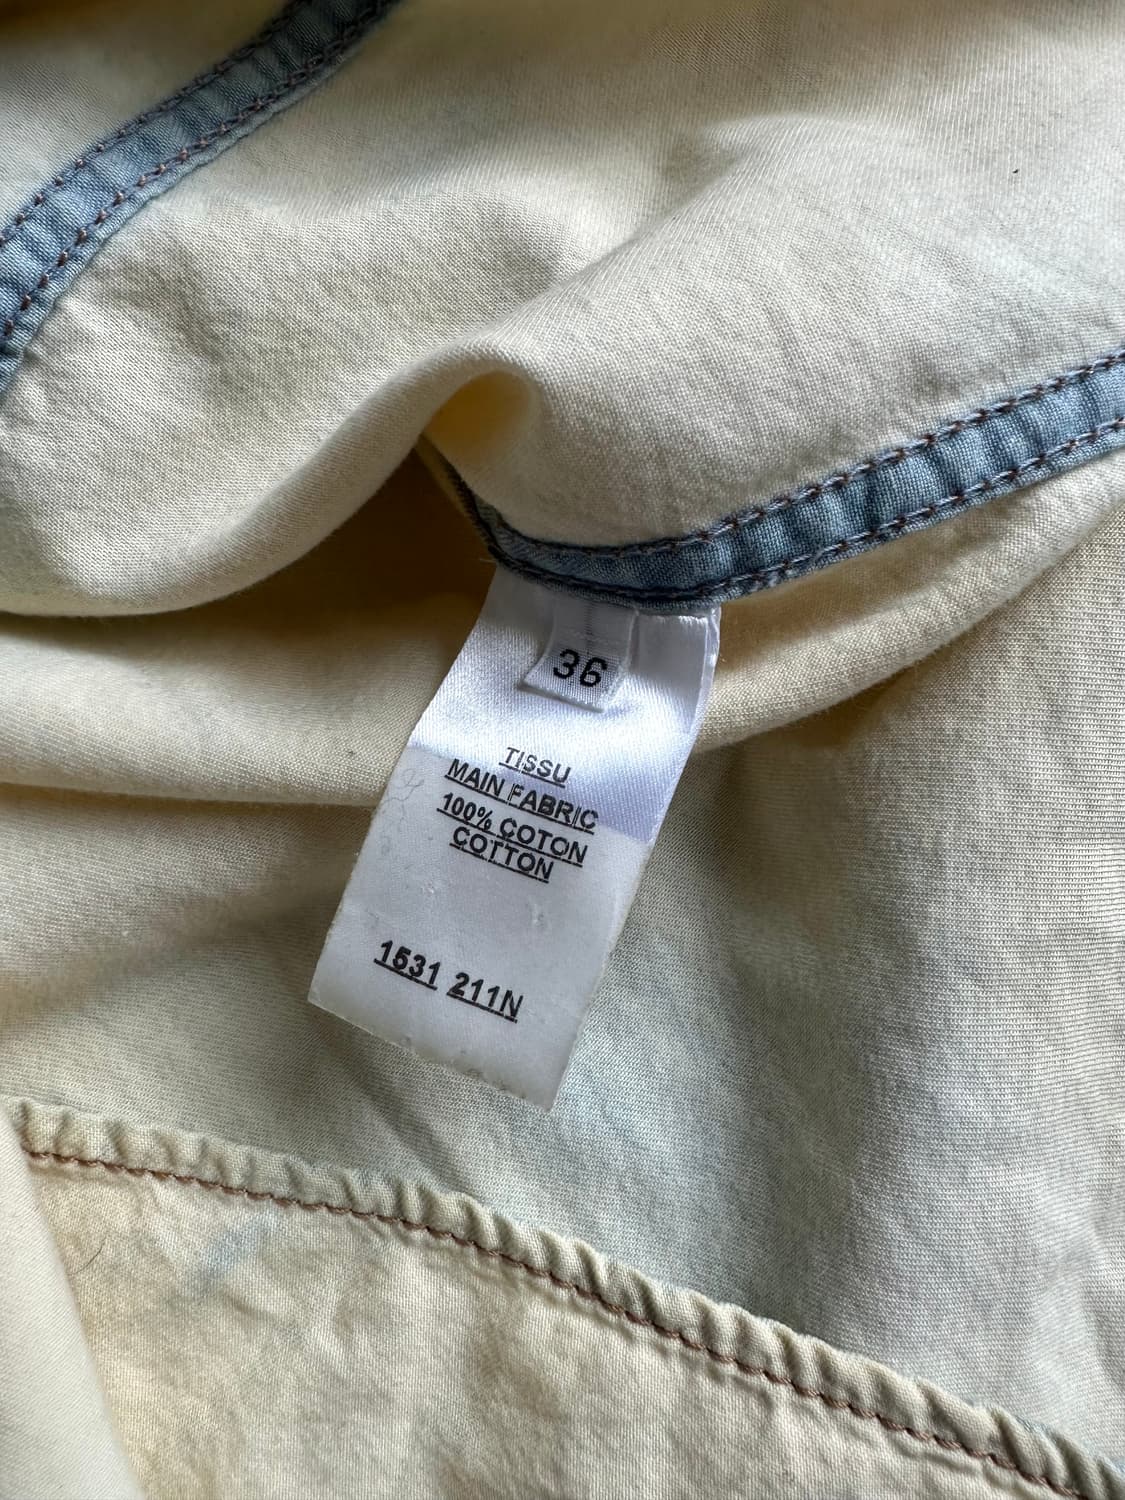 36
TISSU
MAIN FABRIC
100% COTON
COTTON
1531 211N